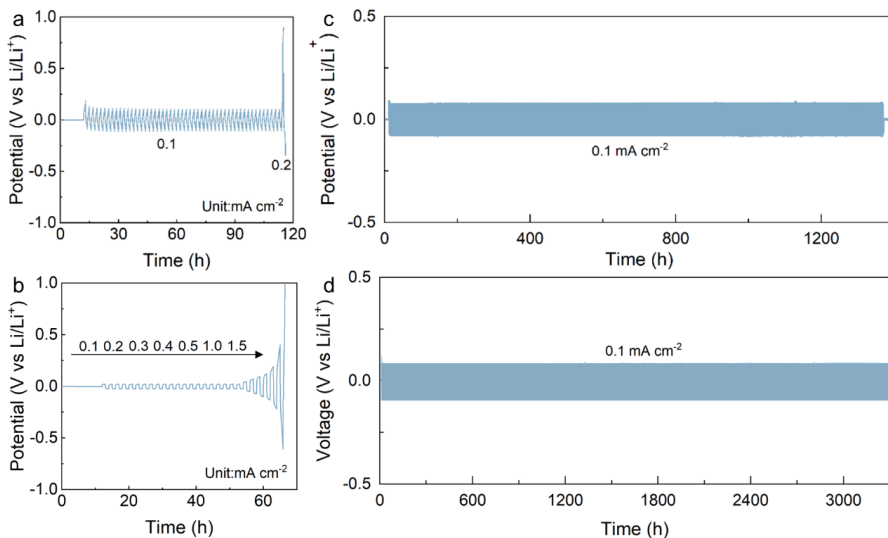 a
1.0
0.5
0.0
-0.5
-1.0
Potential (V vs Li/Li⁺)
0.1
0.2
Unit:mA cm⁻²
0 30 60 90 120
Time (h)
c
0.5
0.0
-0.5
Potential (V vs Li/Li⁺
0.1 mA cm⁻²
0 400 800 1200
Time (h)
b
1.0
0.5
0.0
-0.5
-1.0
Potential (V vs Li/Li⁺)
0.1 0.2 0.3 0.4 0.5 1.0 1.5
Unit:mA cm⁻²
0 20 40 60
Time (h)
d
0.5
0.0
-0.5
Voltage (V vs Li/Li⁺)
0.1 mA cm⁻²
0 600 1200 1800 2400 3000
Time (h)